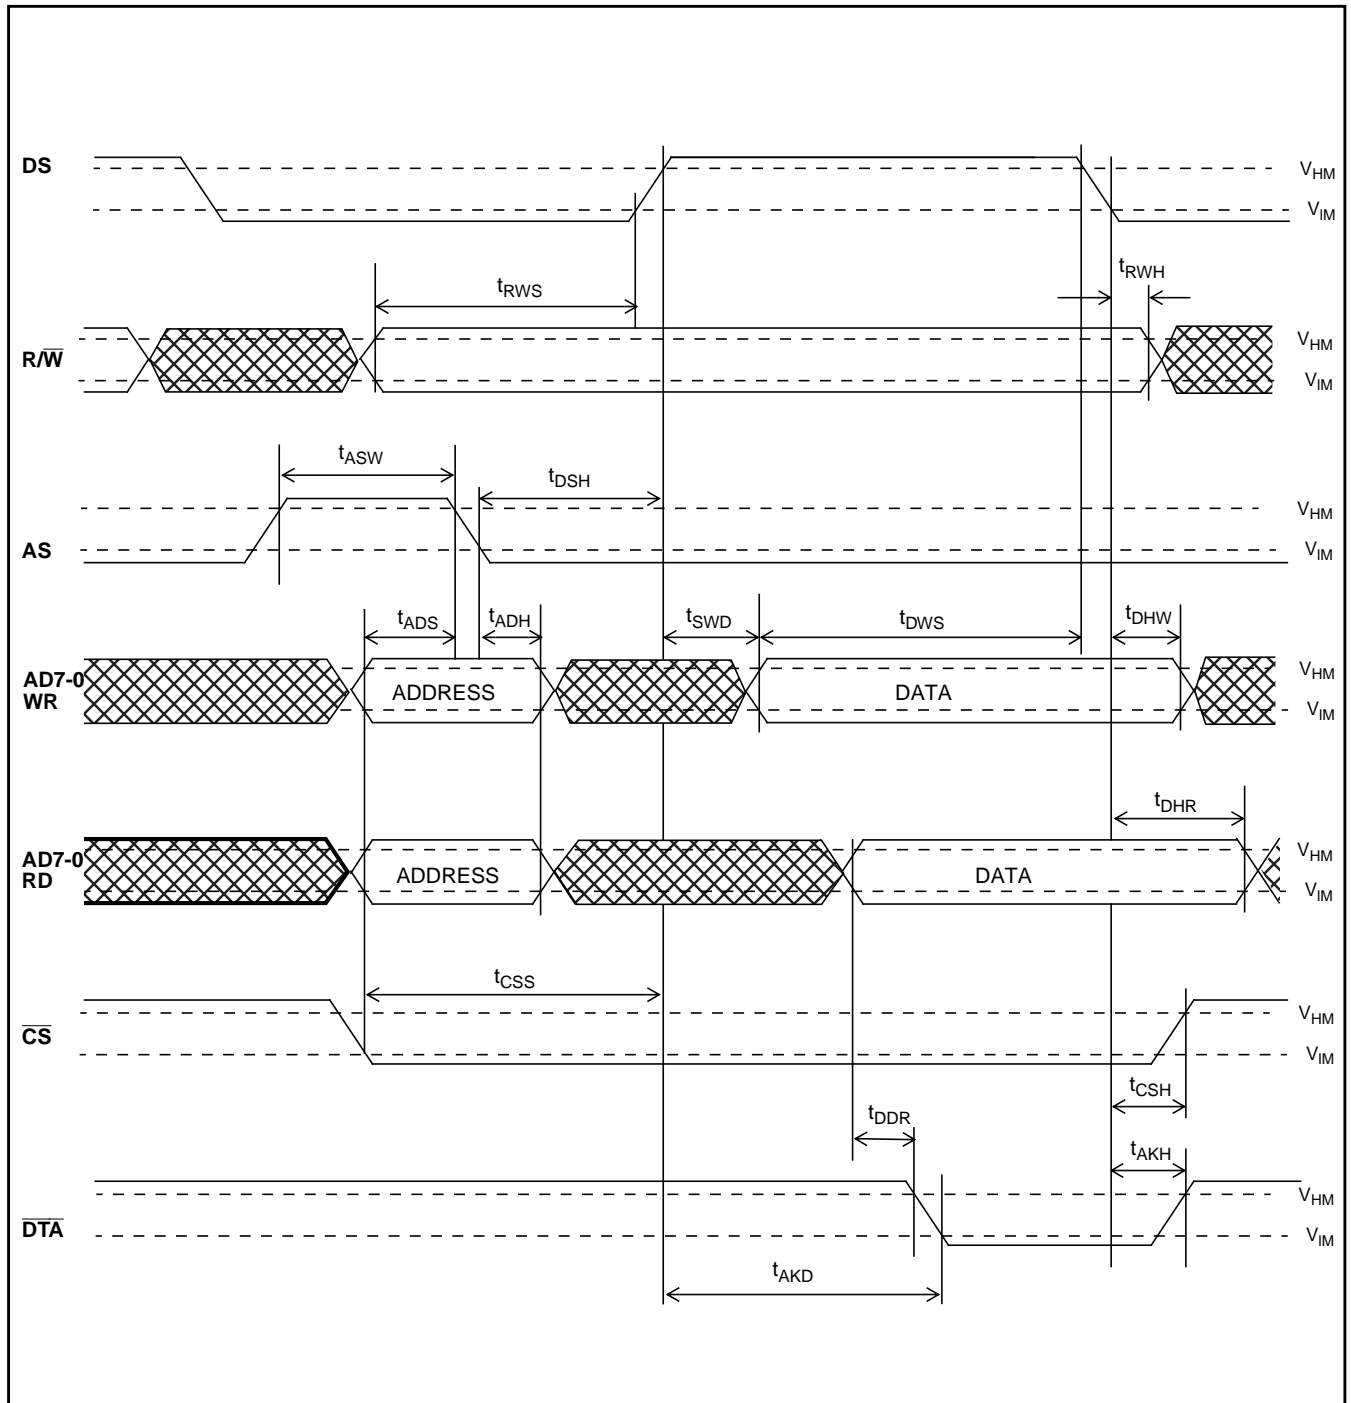 DS
VHM
VIM
tRWS
tRWH
R/W̅
VHM
VIM
tASW
tDSH
AS
VHM
VIM
tADS
tADH
tSWD
tDWS
tDHW
AD7-0
WR
ADDRESS
DATA
VHM
VIM
tDHR
AD7-0
RD
ADDRESS
DATA
VHM
VIM
tCSS
C̅S̅
VHM
VIM
tCSH
tDDR
tAKH
D̅T̅A̅
VHM
VIM
tAKD